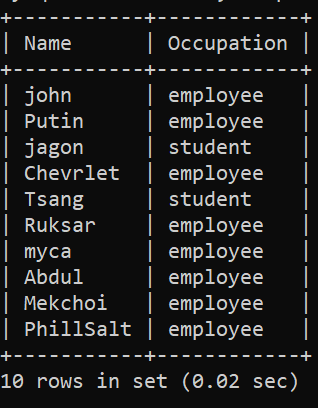 +-----------+------------+
| Name      | Occupation |
+-----------+------------+
| john      | employee   |
| Putin     | employee   |
| jagon     | student    |
| Chevrlet  | employee   |
| Tsang     | student    |
| Ruksar    | employee   |
| myca      | employee   |
| Abdul     | employee   |
| Mekchoi   | employee   |
| PhillSalt | employee   |
+-----------+------------+
10 rows in set (0.02 sec)